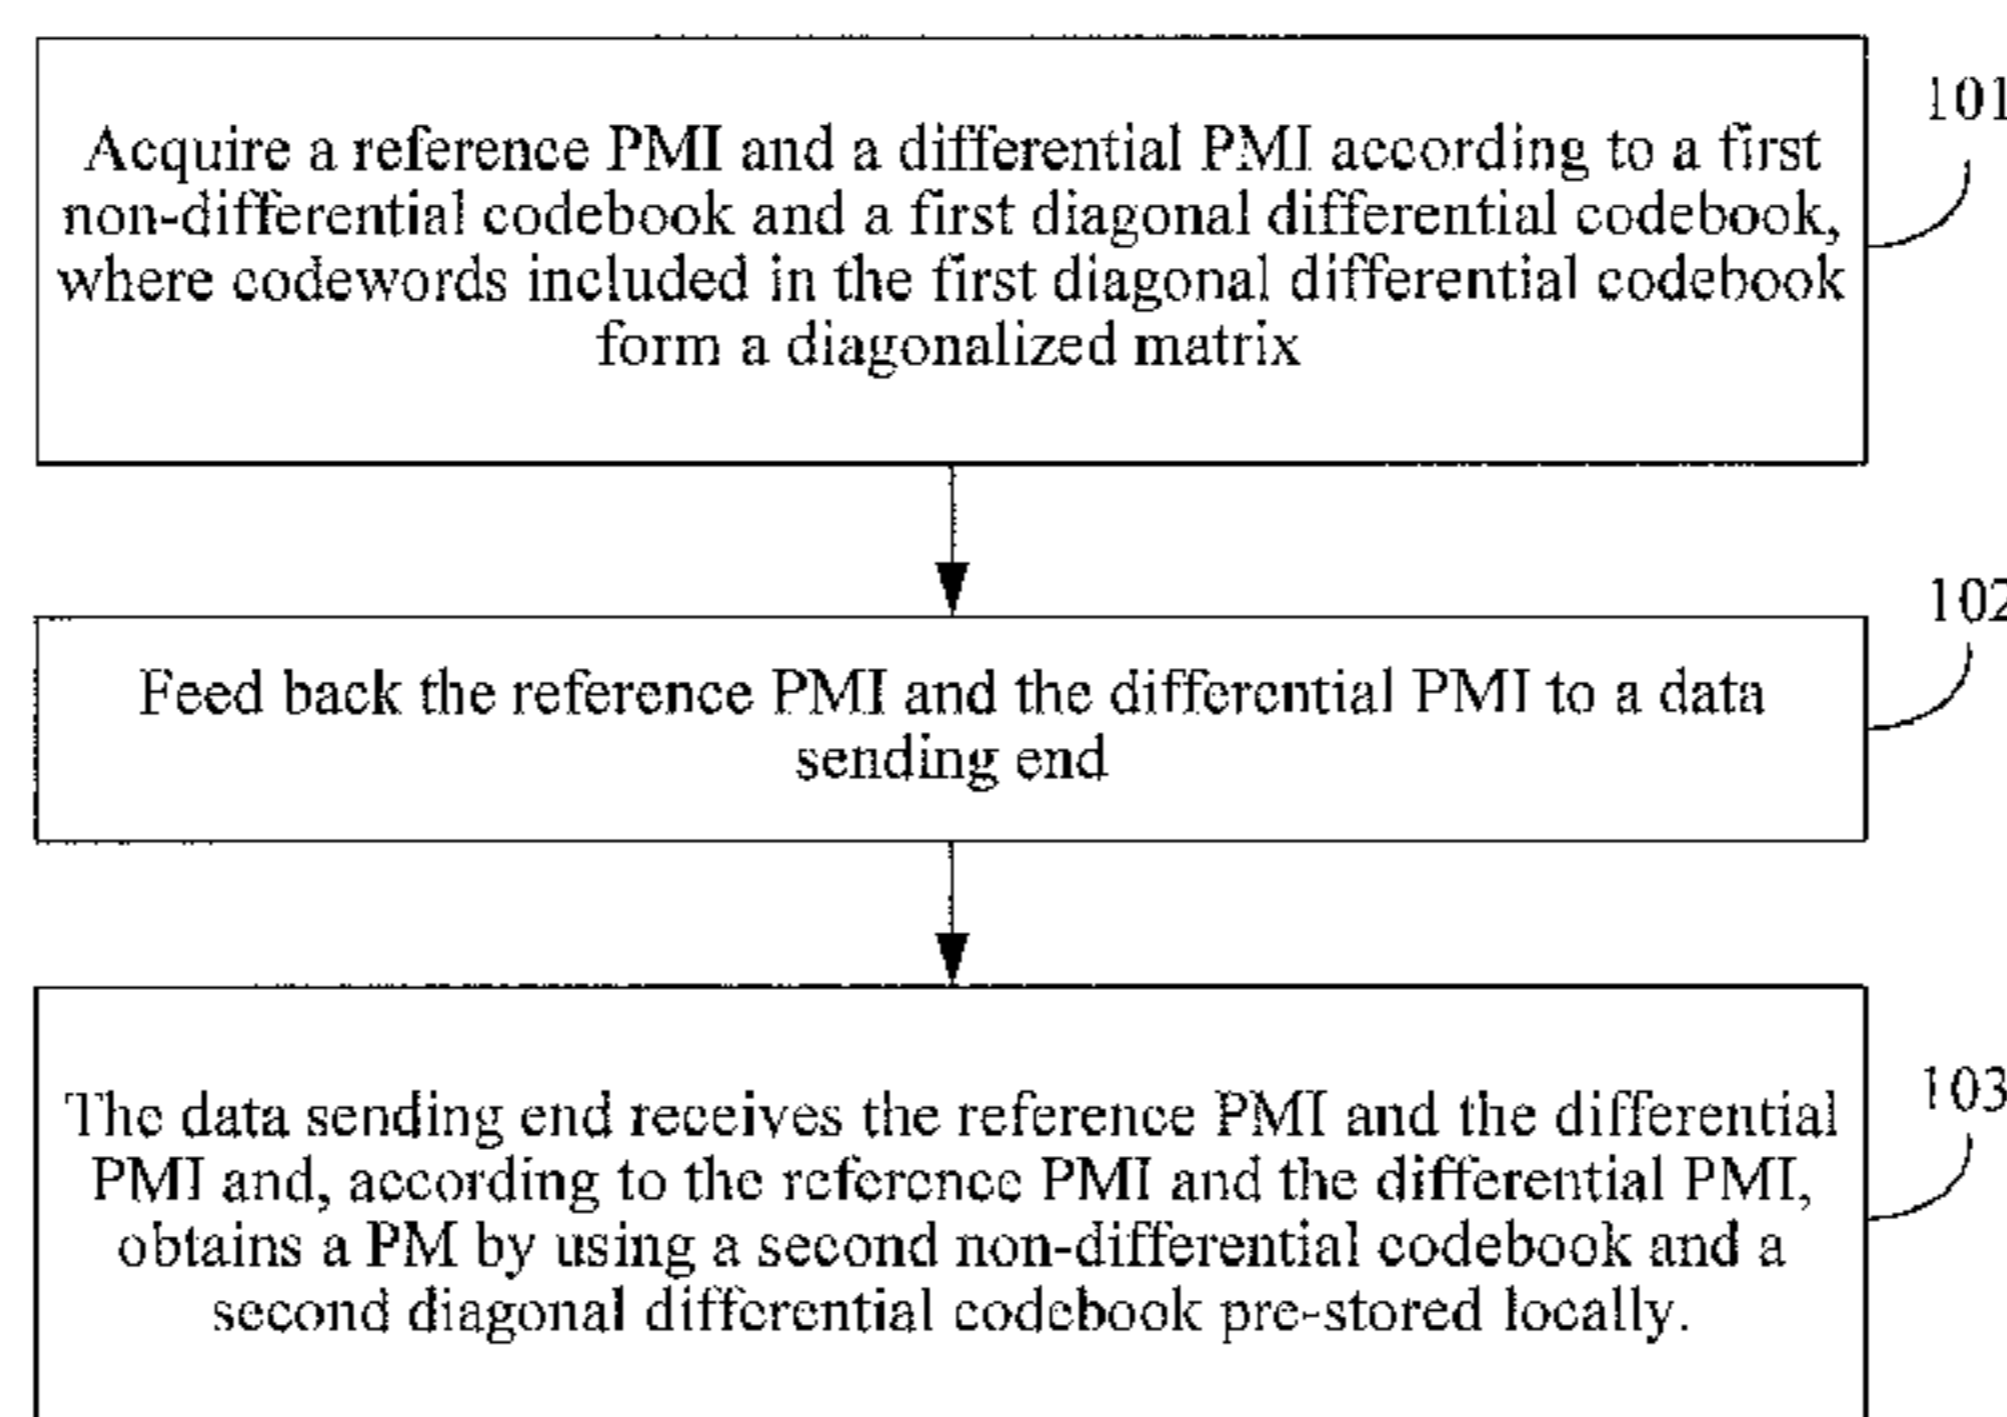 101
Acquire a reference PMI and a differential PMI according to a first
non-differential codebook and a first diagonal differential codebook,
where codewords included in the first diagonal differential codebook
form a diagonalized matrix
102
Feed back the reference PMI and the differential PMI to a data
sending end
103
The data sending end receives the reference PMI and the differential
PMI and, according to the reference PMI and the differential PMI,
obtains a PM by using a second non-differential codebook and a
second diagonal differential codebook pre-stored locally.